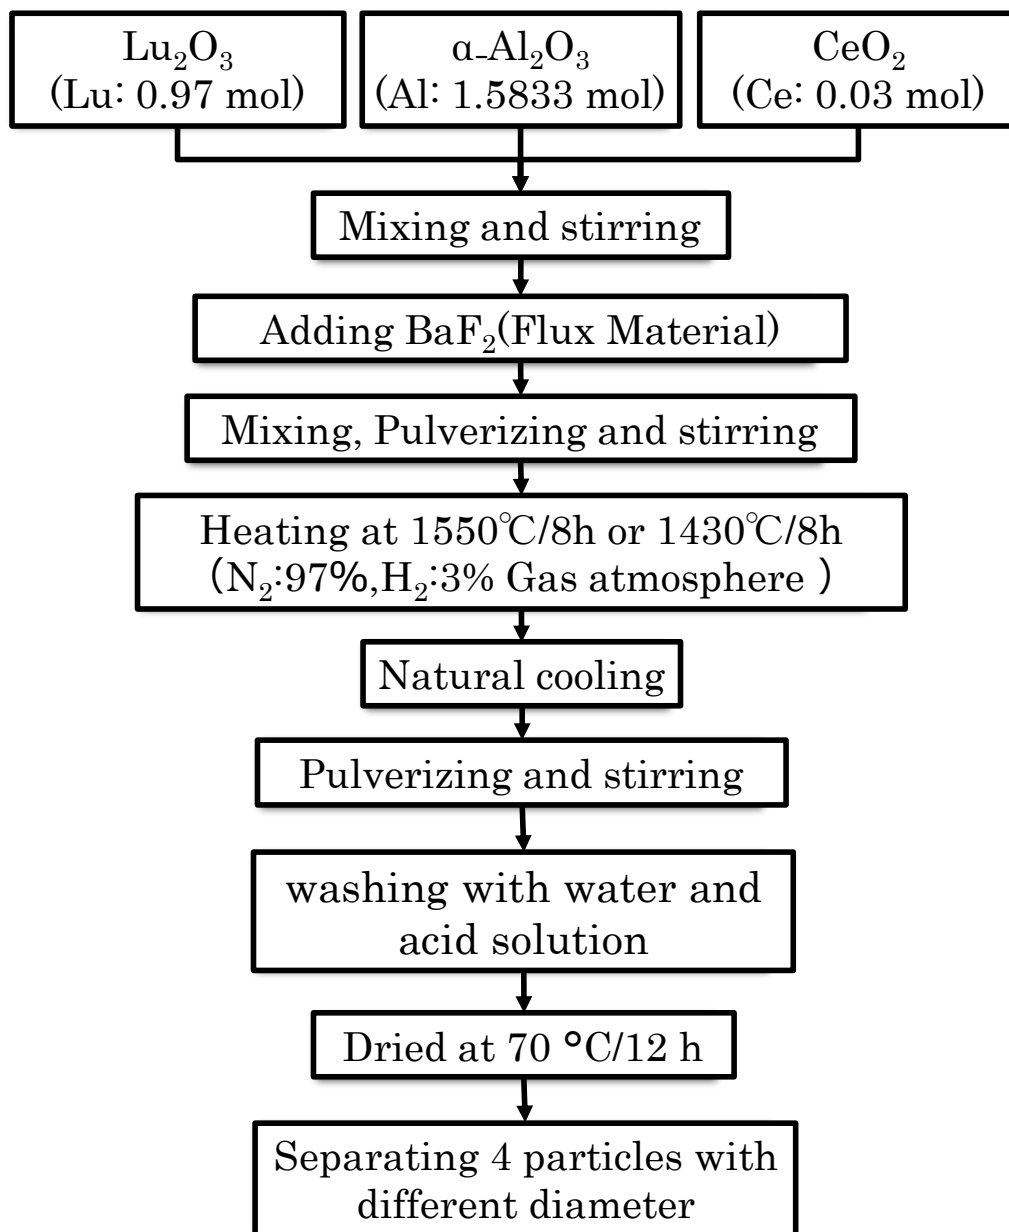 Lu₂O₃
(Lu: 0.97 mol)
α-Al₂O₃
(Al: 1.5833 mol)
CeO₂
(Ce: 0.03 mol)
Mixing and stirring
Adding BaF₂(Flux Material)
Mixing, Pulverizing and stirring
Heating at 1550℃/8h or 1430℃/8h
(N₂:97%,H₂:3% Gas atmosphere )
Natural cooling
Pulverizing and stirring
washing with water and
acid solution
Dried at 70 °C/12 h
Separating 4 particles with
different diameter